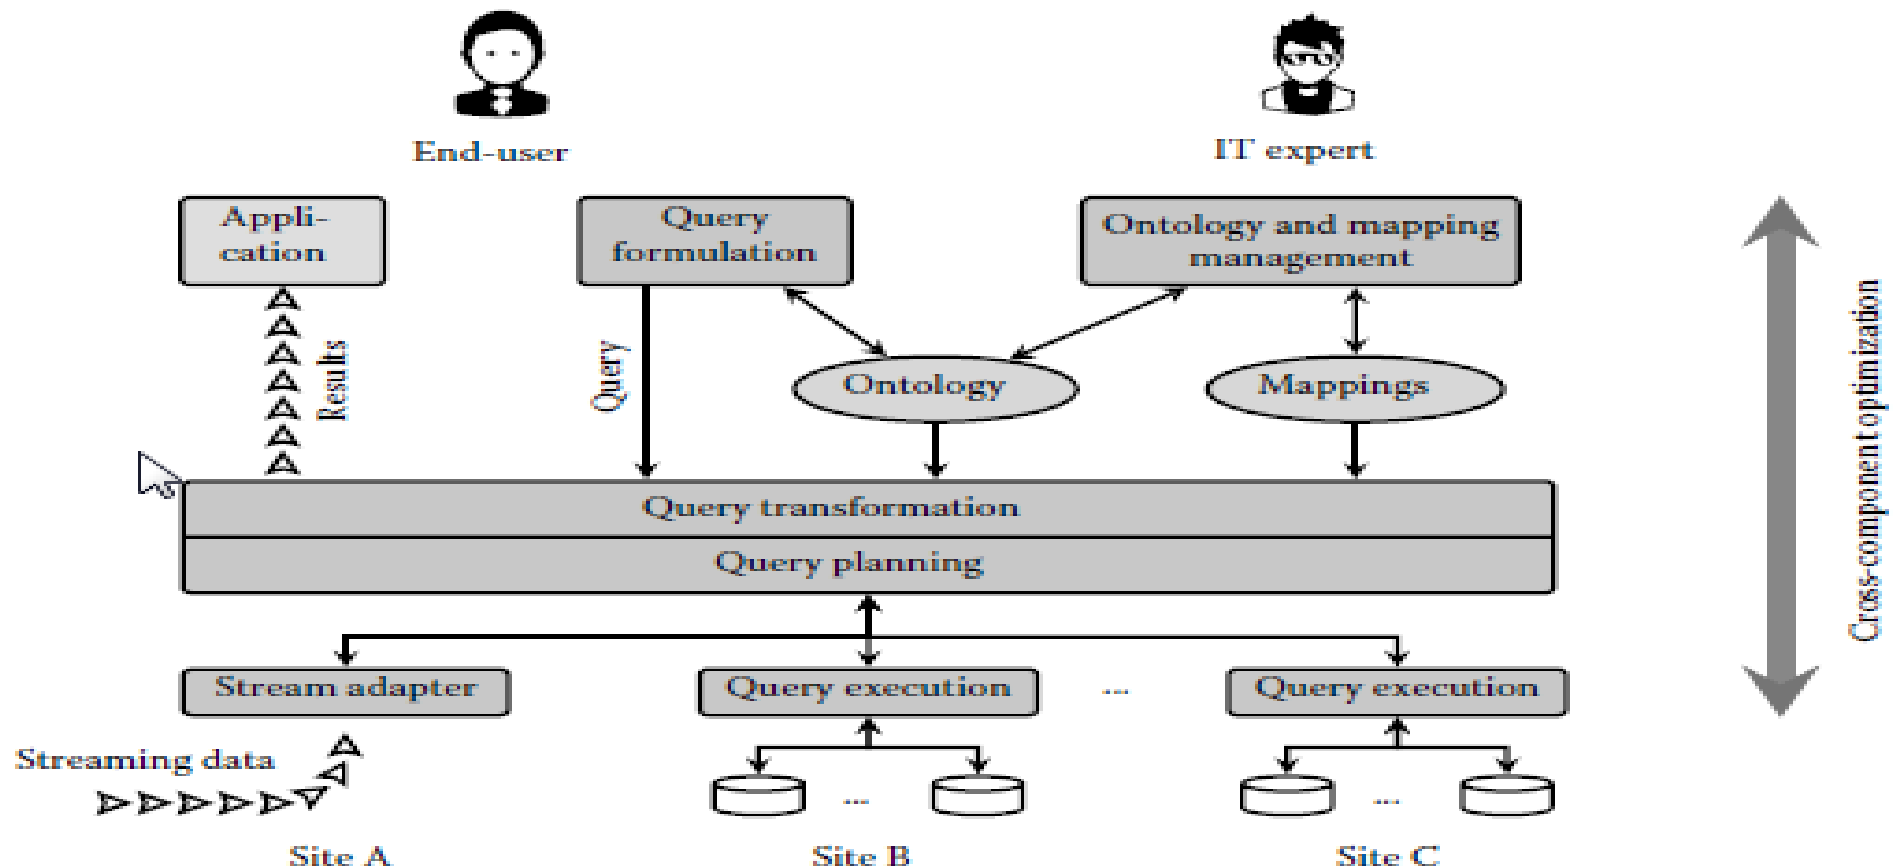 End-user
IT expert
Appli-
cation
Query
formulation
Ontology and mapping
management
Results
Query
Ontology
Mappings
Cross-component optimization
Query transformation
Query planning
Stream adapter
Query execution
...
Query execution
Streaming data
...
...
Site A
Site B
Site C